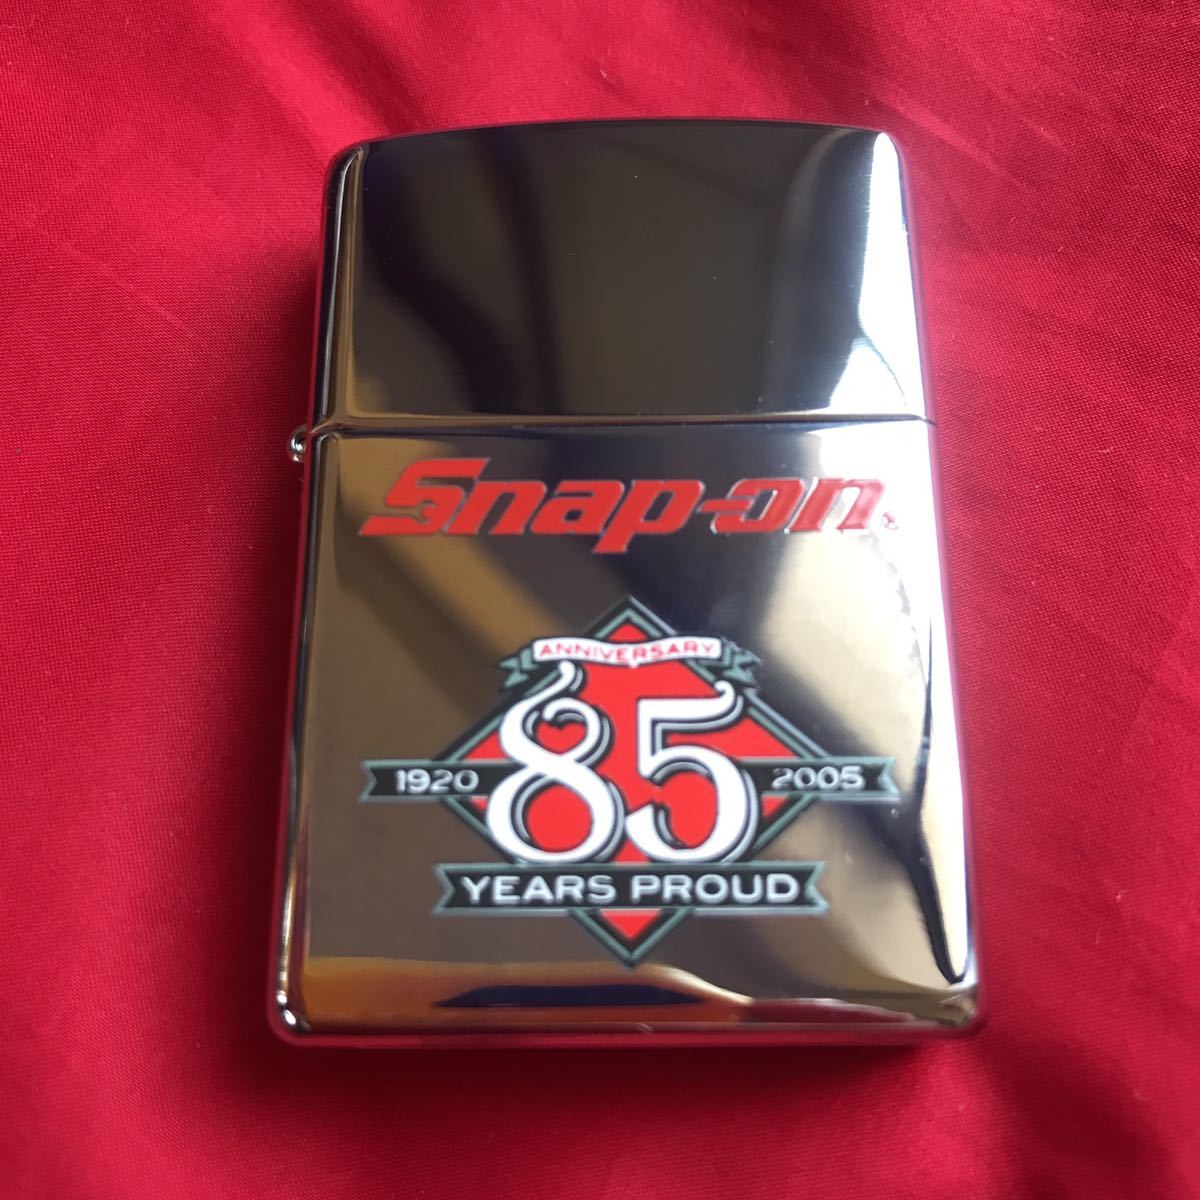 Snap-on®
ANNIVERSARY
85
1920 2005
YEARS PROUD